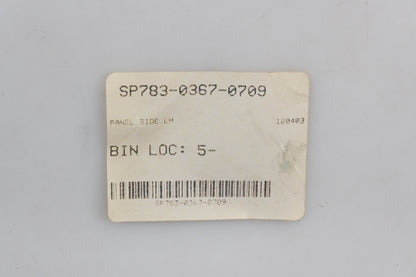 SP783-0367-0709
PANEL SIDE LH 120403
BIN LOC: 5-
SP783-0367-0709